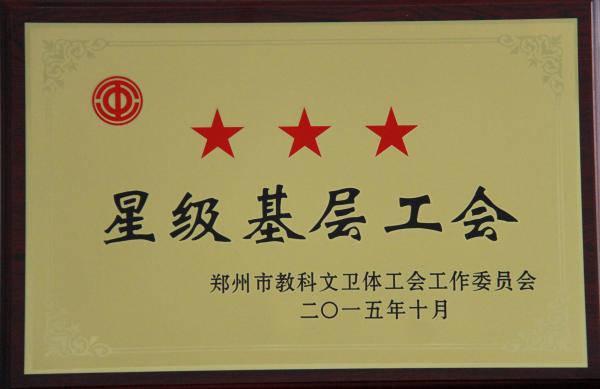 星级基层工会
郑州市教科文卫体工会工作委员会
二〇一五年十月